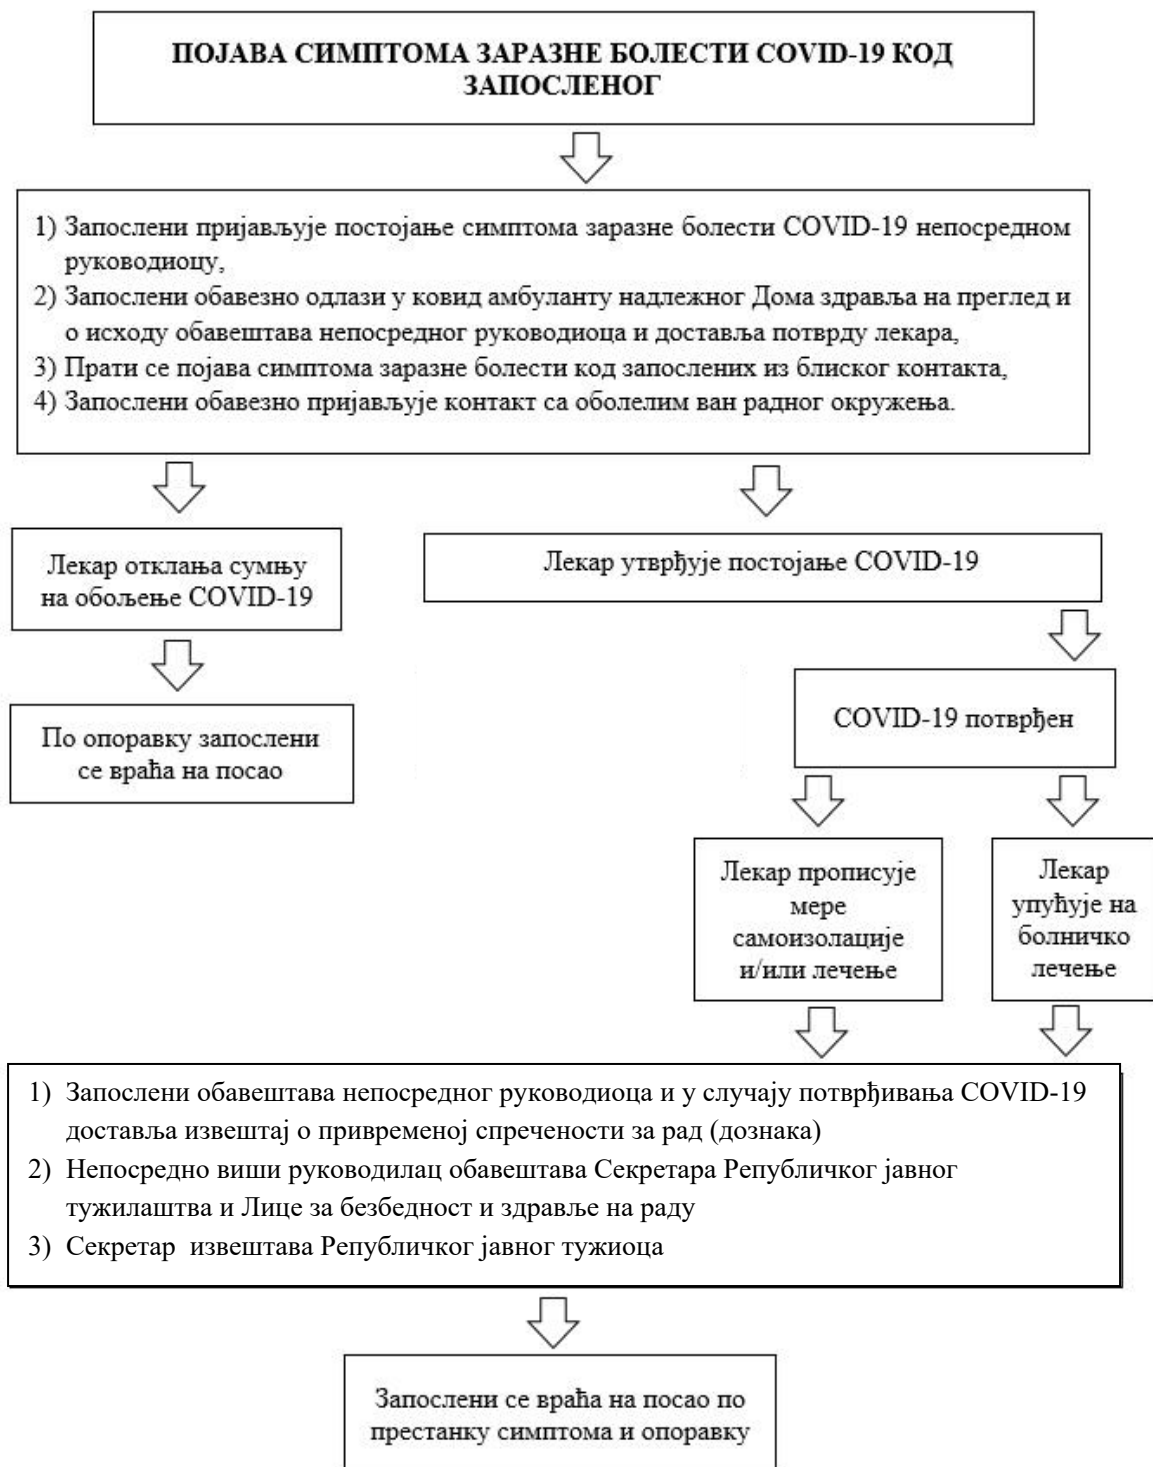 ПОЈАВА СИМПТОМА ЗАРАЗНЕ БОЛЕСТИ COVID-19 КОД
ЗАПОСЛЕНОГ
1) Запослени пријављује постојање симптома заразне болести COVID-19 непосредном
руководиоцу,
2) Запослени обавезно одлази у ковид амбуланту надлежног Дома здравља на преглед и
о исходу обавештава непосредног руководиоца и доставља потврду лекара,
3) Прати се појава симптома заразне болести код запослених из блиског контакта,
4) Запослени обавезно пријављује контакт са оболелим ван радног окружења.
Лекар отклања сумњу
на обољење COVID-19
Лекар утврђује постојање COVID-19
По опоравку запослени
се враћа на посао
COVID-19 потврђен
Лекар прописује
мере
самоизолације
и/или лечење
Лекар
упућује на
болничко
лечење
1) Запослени обавештава непосредног руководиоца и у случају потврђивања COVID-19
доставља извештај о привременој спречености за рад (дознака)
2) Непосредно виши руководилац обавештава Секретара Републичког јавног
тужилаштва и Лице за безбедност и здравље на раду
3) Секретар извештава Републичког јавног тужиоца
Запослени се враћа на посао по
престанку симптома и опоравку